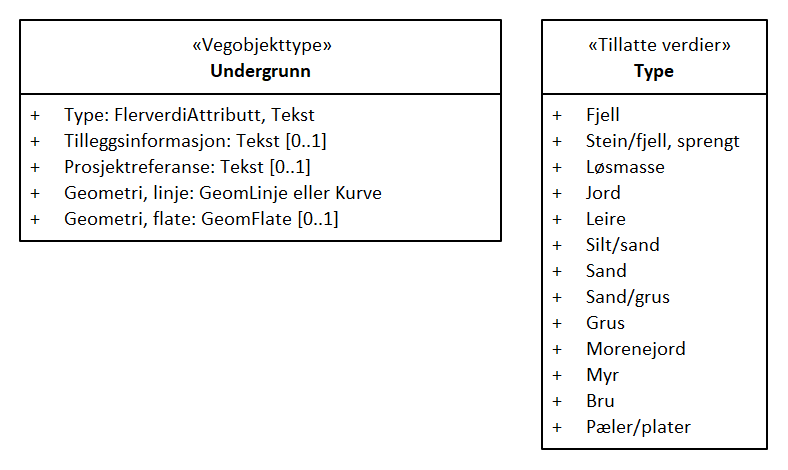 «Vegobjekttype»
Undergrunn
+ Type: FlerverdiAttributt, Tekst
+ Tilleggsinformasjon: Tekst [0..1]
+ Prosjektreferanse: Tekst [0..1]
+ Geometri, linje: GeomLinje eller Kurve
+ Geometri, flate: GeomFlate [0..1]
«Tillatte verdier»
Type
+ Fjell
+ Stein/fjell, sprengt
+ Løsmasse
+ Jord
+ Leire
+ Silt/sand
+ Sand
+ Sand/grus
+ Grus
+ Morenejord
+ Myr
+ Bru
+ Pæler/plater